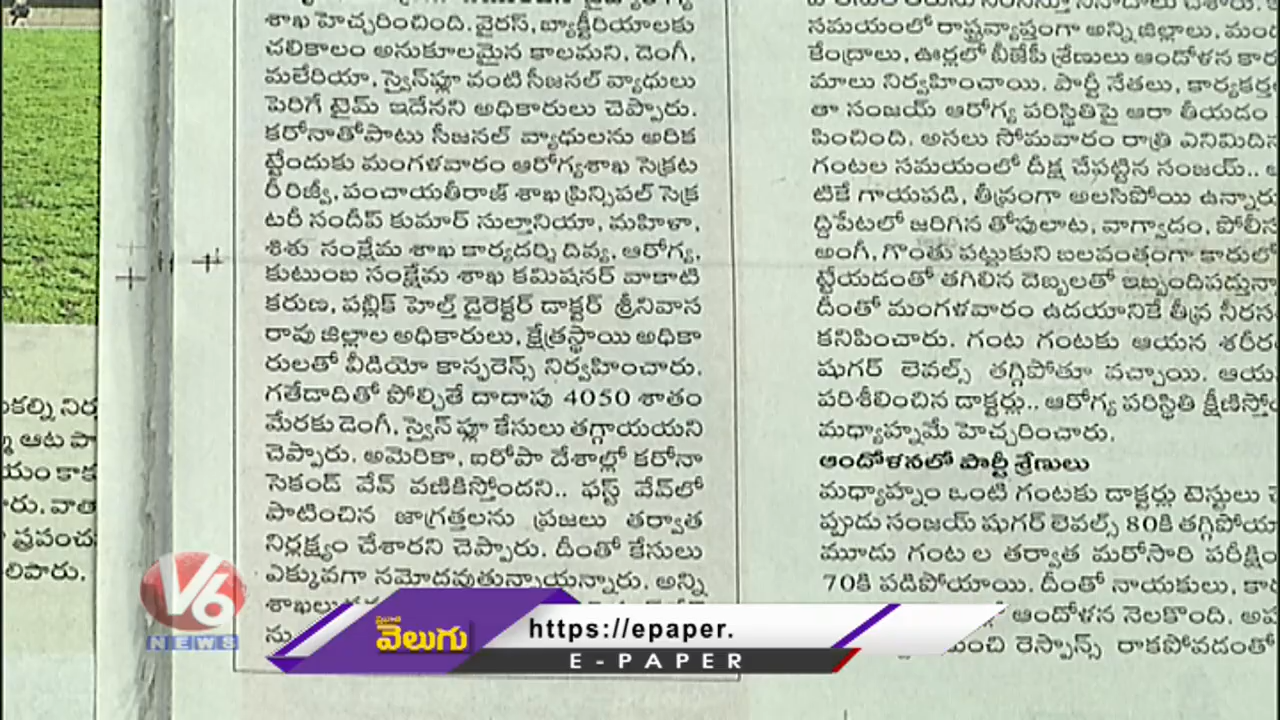 శాఖ హెచ్చరించింది. వైరస్, బ్యాక్టీరియాలకు
చలికాలం అనుకూలమైన కాలమని, డెంగీ,
మలేరియా, స్వైన్‌ఫ్లూ వంటి సీజనల్ వ్యాధులు
పెరిగే టైమ్ ఇదేనని అధికారులు చెప్పారు.
కరోనాతోపాటు సీజనల్ వ్యాధులను అరిక
ట్టేందుకు మంగళవారం ఆరోగ్యశాఖ సెక్రట
రీ రిజ్వీ, పంచాయతీరాజ్ శాఖ ప్రిన్సిపల్ సెక్ర
టరీ సందీప్ కుమార్ సుల్తానియా, మహిళా,
శిశు సంక్షేమ శాఖ కార్యదర్శి దివ్య, ఆరోగ్య,
కుటుంబ సంక్షేమ శాఖ కమిషనర్ వాకాటి
కరుణ, పబ్లిక్ హెల్త్ డైరెక్టర్ డాక్టర్ శ్రీనివాస
రావు జిల్లాల అధికారులు, క్షేత్రస్థాయి అధికా
రులతో వీడియో కాన్ఫరెన్స్ నిర్వహించారు.
గతేడాదితో పోల్చితే దాదాపు 4050 శాతం
మేరకు డెంగీ, స్వైన్ ఫ్లూ కేసులు తగ్గాయని
చెప్పారు. అమెరికా, ఐరోపా దేశాల్లో కరోనా
సెకండ్ వేవ్ వణికిస్తోందని.. ఫస్ట్ వేవ్‌లో
పాటించిన జాగ్రత్తలను ప్రజలు తర్వాత
నిర్లక్ష్యం చేశారని చెప్పారు. దీంతో కేసులు
ఎక్కువగా నమోదవుతున్నాయన్నారు. అన్ని
సమయంలో రాష్ట్రవ్యాప్తంగా అన్ని జిల్లాలు, మండ
కేంద్రాలు, ఊర్లలో బీజేపీ శ్రేణులు ఆందోళన కార్య
మాలు నిర్వహించాయి. పార్టీ నేతలు, కార్యకర్త
తా సంజయ్ ఆరోగ్య పరిస్థితిపై ఆరా తీయడం
పించింది. అసలు సోమవారం రాత్రి ఎనిమిది
గంటల సమయంలో దీక్ష చేపట్టిన సంజయ్..
టికే గాయపడి, తీవ్రంగా అలసిపోయి ఉన్నారు
ద్దిపేటలో జరిగిన తోపులాట, వాగ్వాదం, పోలీస
అంగీ, గొంతు పట్టుకుని బలవంతంగా కారులో
ట్టేయడంతో తగిలిన దెబ్బలతో ఇబ్బందిపడ్తున్నా
దీంతో మంగళవారం ఉదయానికే తీవ్ర నీరస
కనిపించారు. గంట గంటకు ఆయన శరీర
షుగర్ లెవల్స్ తగ్గిపోతూ వచ్చాయి. ఆయ
పరిశీలించిన డాక్టర్లు.. ఆరోగ్య పరిస్థితి క్షీణిస్తో
మధ్యాహ్నమే హెచ్చరించారు.
ఆందోళనలో పార్టీ శ్రేణులు
మధ్యాహ్నం ఒంటి గంటకు డాక్టర్లు టెస్టులు
ప్పుడు సంజయ్ షుగర్ లెవల్స్ 80కి తగ్గిపోయా
మూడు గంట ల తర్వాత మరోసారి పరీక్షిం
70కి పడిపోయాయి. దీంతో నాయకులు, కా
ఆందోళన నెలకొంది. అ
నుంచి రెస్పాన్స్ రాకపోవడంతో
V6
NEWS
వెలుగు
https://epaper.
E-PAPER